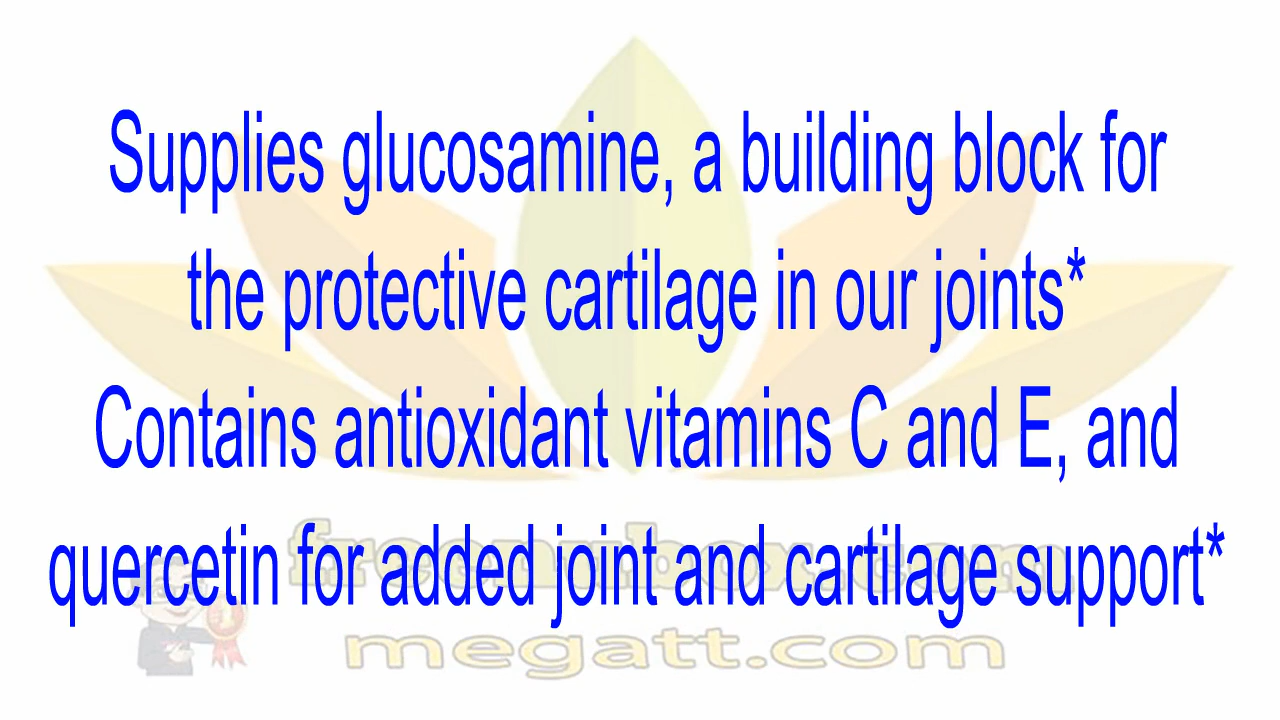 Supplies glucosamine, a building block for
the protective cartilage in our joints*
Contains antioxidant vitamins C and E, and
quercetin for added joint and cartilage support*
megatt.com